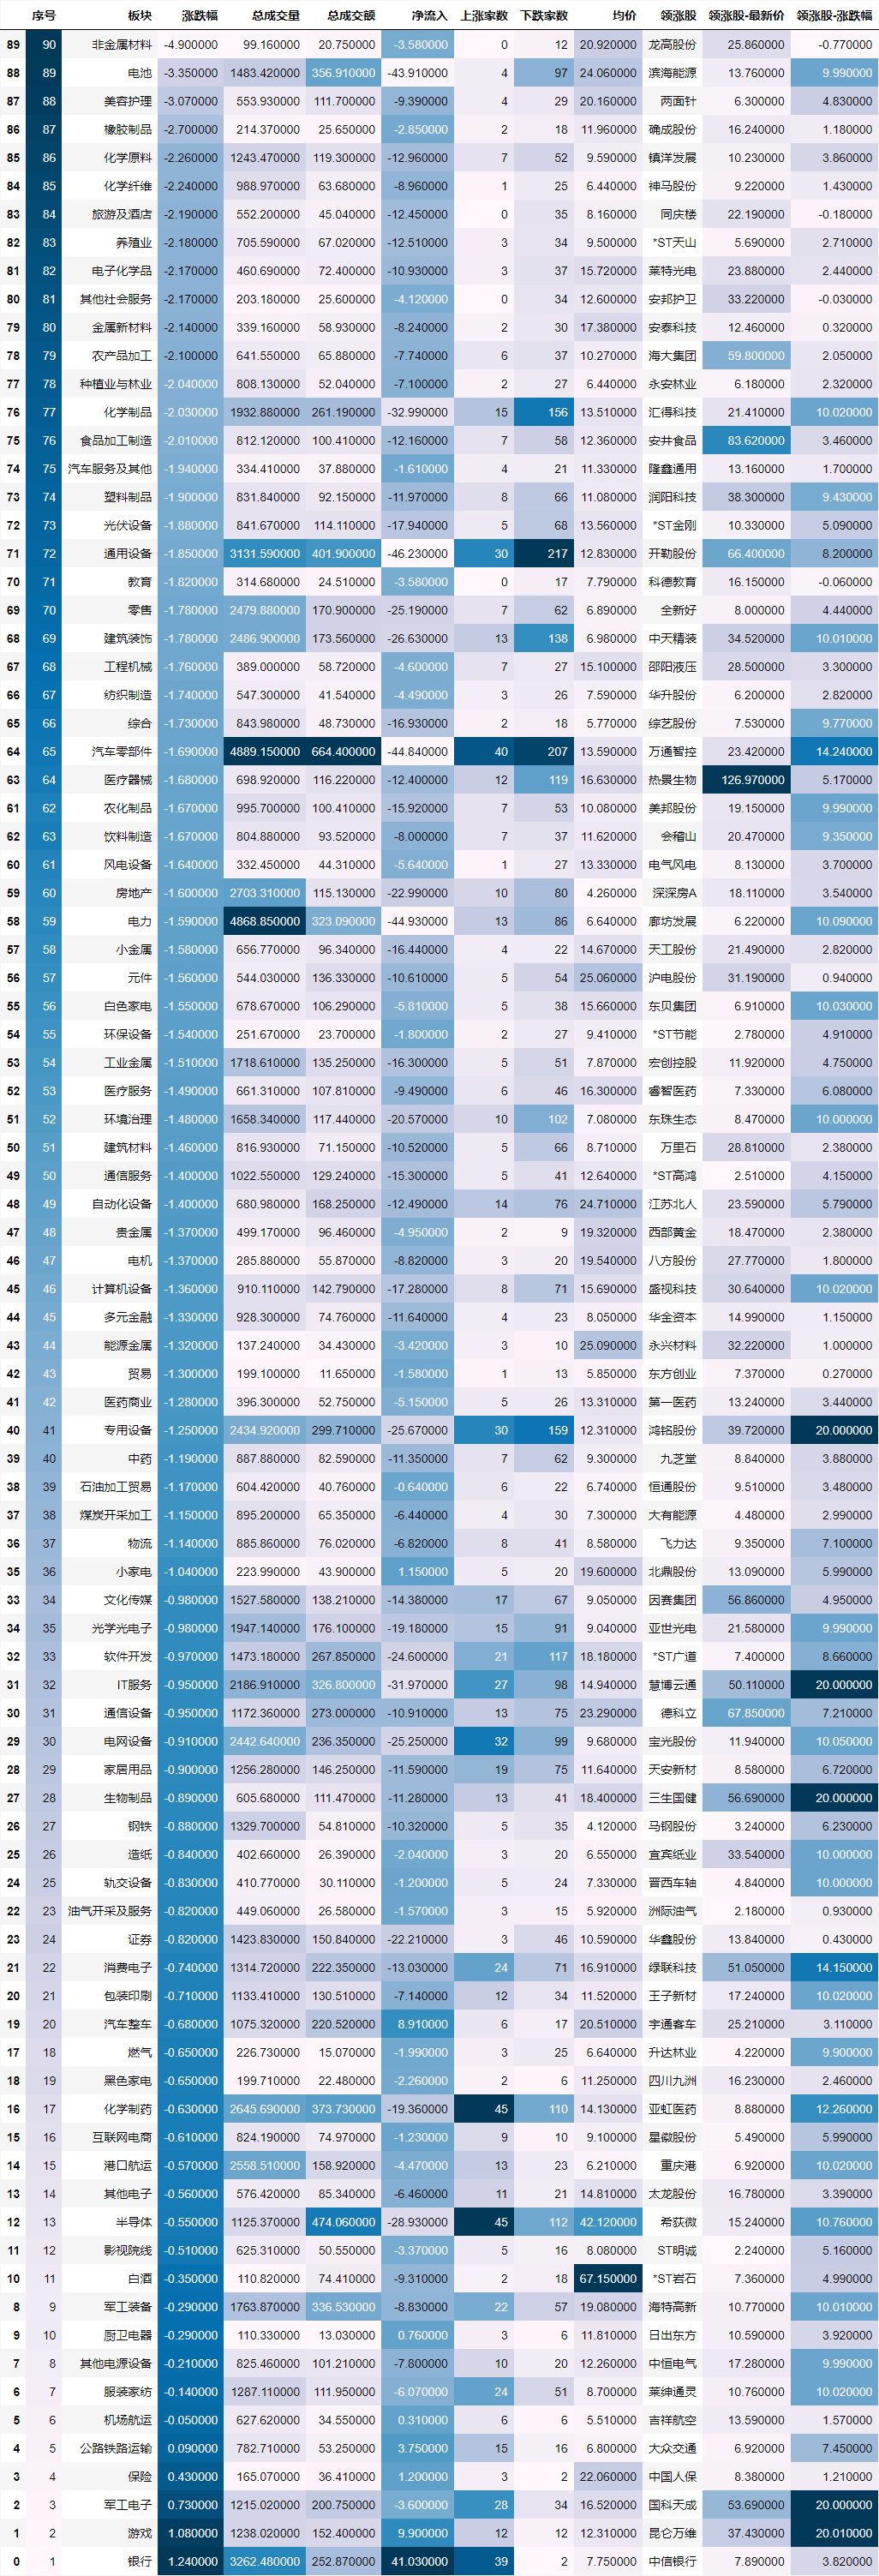 序号 板块 涨跌幅 总成交量 总成交额 净流入 上涨家数 下跌家数 均价 领涨股 领涨股-最新价 领涨股-涨跌幅
89 90 非金属材料 -4.900000 99.160000 20.750000 -3.580000 0 12 20.920000 龙高股份 25.860000 -0.770000
88 89 电池 -3.350000 1483.420000 356.910000 -43.910000 4 97 24.060000 滨海能源 13.760000 9.990000
87 88 美容护理 -3.070000 553.930000 111.700000 -9.390000 4 29 20.160000 两面针 6.300000 4.830000
86 87 橡胶制品 -2.700000 214.370000 25.650000 -2.850000 2 18 11.960000 确成股份 16.240000 1.180000
85 86 化学原料 -2.260000 1243.470000 119.300000 -12.960000 7 52 9.590000 镇洋发展 10.230000 3.860000
84 85 化学纤维 -2.240000 988.970000 63.680000 -8.960000 1 25 6.440000 神马股份 9.220000 1.430000
83 84 旅游及酒店 -2.190000 552.200000 45.040000 -12.450000 0 35 8.160000 同庆楼 22.190000 -0.180000
82 83 养殖业 -2.180000 705.590000 67.020000 -12.510000 3 34 9.500000 *ST天山 5.690000 2.710000
81 82 电子化学品 -2.170000 460.690000 72.400000 -10.930000 3 37 15.720000 莱特光电 23.880000 2.440000
80 81 其他社会服务 -2.170000 203.180000 25.600000 -4.120000 0 34 12.600000 安邦护卫 33.220000 -0.030000
79 80 金属新材料 -2.140000 339.160000 58.930000 -8.240000 2 30 17.380000 安泰科技 12.460000 0.320000
78 79 农产品加工 -2.100000 641.550000 65.880000 -7.740000 6 37 10.270000 海大集团 59.800000 2.050000
77 78 种植业与林业 -2.040000 808.130000 52.040000 -7.100000 2 27 6.440000 永安林业 6.180000 2.320000
76 77 化学制品 -2.030000 1932.880000 261.190000 -32.990000 15 156 13.510000 汇得科技 21.410000 10.020000
75 76 食品加工制造 -2.010000 812.120000 100.410000 -12.160000 7 58 12.360000 安井食品 83.620000 3.460000
74 75 汽车服务及其他 -1.940000 334.410000 37.880000 -1.610000 4 21 11.330000 隆鑫通用 13.160000 1.700000
73 74 塑料制品 -1.900000 831.840000 92.150000 -11.970000 8 66 11.080000 润阳科技 38.300000 9.430000
72 73 光伏设备 -1.880000 841.670000 114.110000 -17.940000 5 68 13.560000 *ST金刚 10.330000 5.090000
71 72 通用设备 -1.850000 3131.590000 401.900000 -46.230000 30 217 12.830000 开勒股份 66.400000 8.200000
70 71 教育 -1.820000 314.680000 24.510000 -3.580000 0 17 7.790000 科德教育 16.150000 -0.060000
69 70 零售 -1.780000 2479.880000 170.900000 -25.190000 7 62 6.890000 全新好 8.000000 4.440000
68 69 建筑装饰 -1.780000 2486.900000 173.560000 -26.630000 13 138 6.980000 中天精装 34.520000 10.010000
67 68 工程机械 -1.760000 389.000000 58.720000 -4.600000 7 27 15.100000 邵阳液压 28.500000 3.300000
66 67 纺织制造 -1.740000 547.300000 41.540000 -4.490000 3 26 7.590000 华升股份 6.200000 2.820000
65 66 综合 -1.730000 843.980000 48.730000 -16.930000 2 18 5.770000 综艺股份 7.530000 9.770000
64 65 汽车零部件 -1.690000 4889.150000 664.400000 -44.840000 40 207 13.590000 万通智控 23.420000 14.240000
63 64 医疗器械 -1.680000 698.920000 116.220000 -12.400000 12 119 16.630000 热景生物 126.970000 5.170000
61 62 农化制品 -1.670000 995.700000 100.410000 -15.920000 7 53 10.080000 美邦股份 19.150000 9.990000
62 63 饮料制造 -1.670000 804.880000 93.520000 -8.000000 7 37 11.620000 会稽山 20.470000 9.350000
60 61 风电设备 -1.640000 332.450000 44.310000 -5.640000 1 27 13.330000 电气风电 8.130000 3.700000
59 60 房地产 -1.600000 2703.310000 115.130000 -22.990000 10 80 4.260000 深深房A 18.110000 3.540000
58 59 电力 -1.590000 4868.850000 323.090000 -44.930000 13 86 6.640000 廊坊发展 6.220000 10.090000
57 58 小金属 -1.580000 656.770000 96.340000 -16.440000 4 22 14.670000 天工股份 21.490000 2.820000
56 57 元件 -1.560000 544.030000 136.330000 -10.610000 5 54 25.060000 沪电股份 31.190000 0.940000
55 56 白色家电 -1.550000 678.670000 106.290000 -5.810000 5 38 15.660000 东贝集团 6.910000 10.030000
54 55 环保设备 -1.540000 251.670000 23.700000 -1.800000 2 27 9.410000 *ST节能 2.780000 4.910000
53 54 工业金属 -1.510000 1718.610000 135.250000 -16.300000 5 51 7.870000 宏创控股 11.920000 4.750000
52 53 医疗服务 -1.490000 661.310000 107.810000 -9.490000 6 46 16.300000 睿智医药 7.330000 6.080000
51 52 环境治理 -1.480000 1658.340000 117.440000 -20.570000 10 102 7.080000 东珠生态 8.470000 10.000000
50 51 建筑材料 -1.460000 816.930000 71.150000 -10.520000 5 66 8.710000 万里石 28.810000 2.380000
49 50 通信服务 -1.400000 1022.550000 129.240000 -15.300000 5 41 12.640000 *ST高鸿 2.510000 4.150000
48 49 自动化设备 -1.400000 680.980000 168.250000 -12.490000 14 76 24.710000 江苏北人 23.590000 5.790000
47 48 贵金属 -1.370000 499.170000 96.460000 -4.950000 2 9 19.320000 西部黄金 18.470000 2.380000
46 47 电机 -1.370000 285.880000 55.870000 -8.820000 3 20 19.540000 八方股份 27.770000 1.800000
45 46 计算机设备 -1.360000 910.110000 142.790000 -17.280000 8 71 15.690000 盛视科技 30.640000 10.020000
44 45 多元金融 -1.330000 928.300000 74.760000 -11.640000 4 23 8.050000 华金资本 14.990000 1.150000
43 44 能源金属 -1.320000 137.240000 34.430000 -3.420000 3 10 25.090000 永兴材料 32.220000 1.000000
42 43 贸易 -1.300000 199.100000 11.650000 -1.580000 1 13 5.850000 东方创业 7.370000 0.270000
41 42 医药商业 -1.280000 396.300000 52.750000 -5.150000 5 26 13.310000 第一医药 13.240000 3.440000
40 41 专用设备 -1.250000 2434.920000 299.710000 -25.670000 30 159 12.310000 鸿铭股份 39.720000 20.000000
39 40 中药 -1.190000 887.880000 82.590000 -11.350000 7 62 9.300000 九芝堂 8.840000 3.880000
38 39 石油加工贸易 -1.170000 604.420000 40.760000 -0.640000 6 22 6.740000 恒通股份 9.510000 3.480000
37 38 煤炭开采加工 -1.150000 895.200000 65.350000 -6.440000 4 30 7.300000 大有能源 4.480000 2.990000
36 37 物流 -1.140000 885.860000 76.020000 -6.820000 8 41 8.580000 飞力达 9.350000 7.100000
35 36 小家电 -1.040000 223.990000 43.900000 1.150000 5 20 19.600000 北鼎股份 13.090000 5.990000
33 34 文化传媒 -0.980000 1527.580000 138.210000 -14.380000 17 67 9.050000 因赛集团 56.860000 4.950000
34 35 光学光电子 -0.980000 1947.140000 176.100000 -19.180000 15 91 9.040000 亚世光电 21.580000 9.990000
32 33 软件开发 -0.970000 1473.180000 267.850000 -24.600000 21 117 18.180000 *ST广道 7.400000 8.660000
31 32 IT服务 -0.950000 2186.910000 326.800000 -31.970000 27 98 14.940000 慧博云通 50.110000 20.000000
30 31 通信设备 -0.950000 1172.360000 273.000000 -10.910000 13 75 23.290000 德科立 67.850000 7.210000
29 30 电网设备 -0.910000 2442.640000 236.350000 -25.250000 32 99 9.680000 宝光股份 11.940000 10.050000
28 29 家居用品 -0.900000 1256.280000 146.250000 -11.590000 19 75 11.640000 天安新材 8.580000 6.720000
27 28 生物制品 -0.890000 605.680000 111.470000 -11.280000 13 41 18.400000 三生国健 56.690000 20.000000
26 27 钢铁 -0.880000 1329.700000 54.810000 -10.320000 5 35 4.120000 马钢股份 3.240000 6.230000
25 26 造纸 -0.840000 402.660000 26.390000 -2.040000 3 20 6.550000 宜宾纸业 33.540000 10.000000
24 25 轨交设备 -0.830000 410.770000 30.110000 -1.200000 5 24 7.330000 晋西车轴 4.840000 10.000000
22 23 油气开采及服务 -0.820000 449.060000 26.580000 -1.570000 3 15 5.920000 洲际油气 2.180000 0.930000
23 24 证券 -0.820000 1423.830000 150.840000 -22.210000 3 46 10.590000 华鑫股份 13.840000 0.430000
21 22 消费电子 -0.740000 1314.720000 222.350000 -13.030000 24 71 16.910000 绿联科技 51.050000 14.150000
20 21 包装印刷 -0.710000 1133.410000 130.510000 -7.140000 12 34 11.520000 王子新材 17.240000 10.020000
19 20 汽车整车 -0.680000 1075.320000 220.520000 8.910000 6 17 20.510000 宇通客车 25.210000 3.110000
17 18 燃气 -0.650000 226.730000 15.070000 -1.990000 3 25 6.640000 升达林业 4.220000 9.900000
18 19 黑色家电 -0.650000 199.710000 22.480000 -2.260000 2 6 11.250000 四川九洲 16.230000 2.460000
16 17 化学制药 -0.630000 2645.690000 373.730000 -19.360000 45 110 14.130000 亚虹医药 8.880000 12.260000
15 16 互联网电商 -0.610000 824.190000 74.970000 -1.230000 9 10 9.100000 星徽股份 5.490000 5.990000
14 15 港口航运 -0.570000 2558.510000 158.920000 -4.470000 13 23 6.210000 重庆港 6.920000 10.020000
13 14 其他电子 -0.560000 576.420000 85.340000 -6.460000 11 21 14.810000 太龙股份 16.780000 3.390000
12 13 半导体 -0.550000 1125.370000 474.060000 -28.930000 45 112 42.120000 希荻微 15.240000 10.760000
11 12 影视院线 -0.510000 625.310000 50.550000 -3.370000 5 16 8.080000 ST明诚 2.240000 5.160000
10 11 白酒 -0.350000 110.820000 74.410000 -9.310000 2 18 67.150000 *ST岩石 7.360000 4.990000
8 9 军工装备 -0.290000 1763.870000 336.530000 -8.830000 22 57 19.080000 海特高新 10.770000 10.010000
9 10 厨卫电器 -0.290000 110.330000 13.030000 0.760000 3 6 11.810000 日出东方 10.590000 3.920000
7 8 其他电源设备 -0.210000 825.460000 101.210000 -7.800000 10 20 12.260000 中恒电气 17.280000 9.990000
6 7 服装家纺 -0.140000 1287.110000 111.950000 -6.070000 24 51 8.700000 莱绅通灵 10.760000 10.020000
5 6 机场航运 -0.050000 627.620000 34.550000 0.310000 6 6 5.510000 吉祥航空 13.590000 1.570000
4 5 公路铁路运输 0.090000 782.710000 53.250000 3.750000 15 16 6.800000 大众交通 6.920000 7.450000
3 4 保险 0.430000 165.070000 36.410000 1.200000 3 2 22.060000 中国人保 8.380000 1.210000
2 3 军工电子 0.730000 1215.020000 200.750000 -3.600000 28 34 16.520000 国科天成 53.690000 20.000000
1 2 游戏 1.080000 1238.020000 152.400000 9.900000 12 12 12.310000 昆仑万维 37.430000 20.010000
0 1 银行 1.240000 3262.480000 252.870000 41.030000 39 2 7.750000 中信银行 7.890000 3.820000